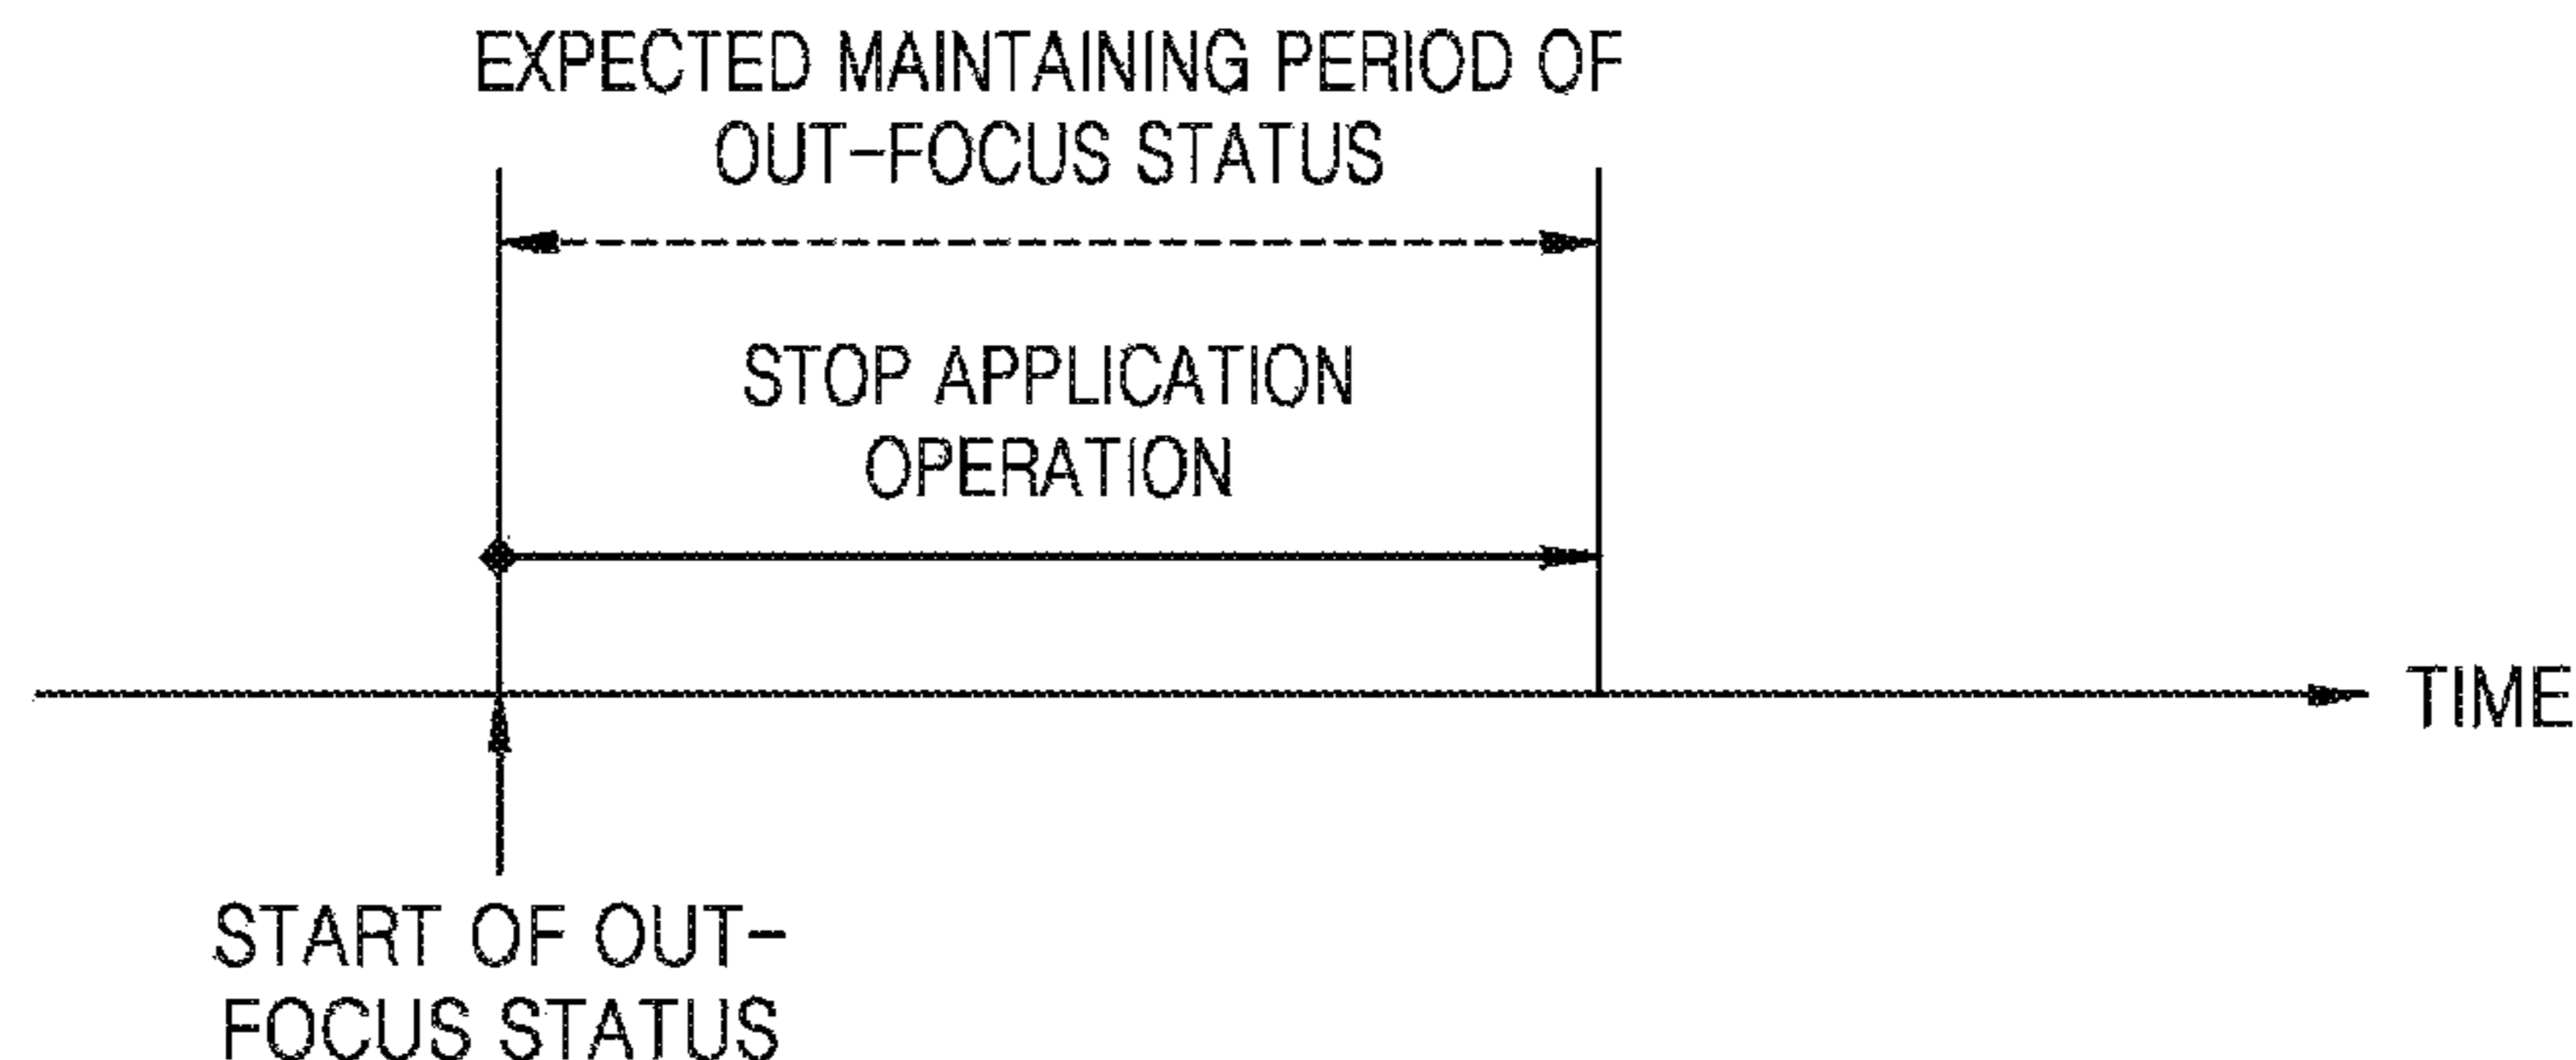 EXPECTED MAINTAINING PERIOD OF
OUT-FOCUS STATUS
STOP APPLICATION
OPERATION
TIME
START OF OUT-
FOCUS STATUS